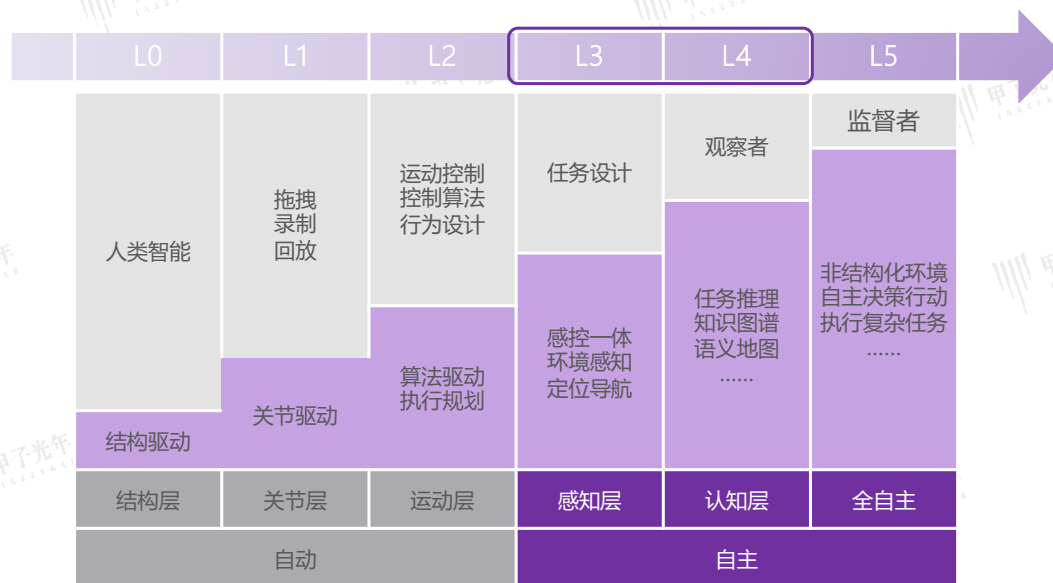 L0
L1
L2
L3
L4
L5
人类智能
拖拽
录制
回放
运动控制
控制算法
行为设计
任务设计
观察者
监督者
结构驱动
关节驱动
算法驱动
执行规划
感控一体
环境感知
定位导航
任务推理
知识图谱
语义地图
……
非结构化环境
自主决策行动
执行复杂任务
……
结构层
关节层
运动层
感知层
认知层
全自主
自动
自主
甲子光年